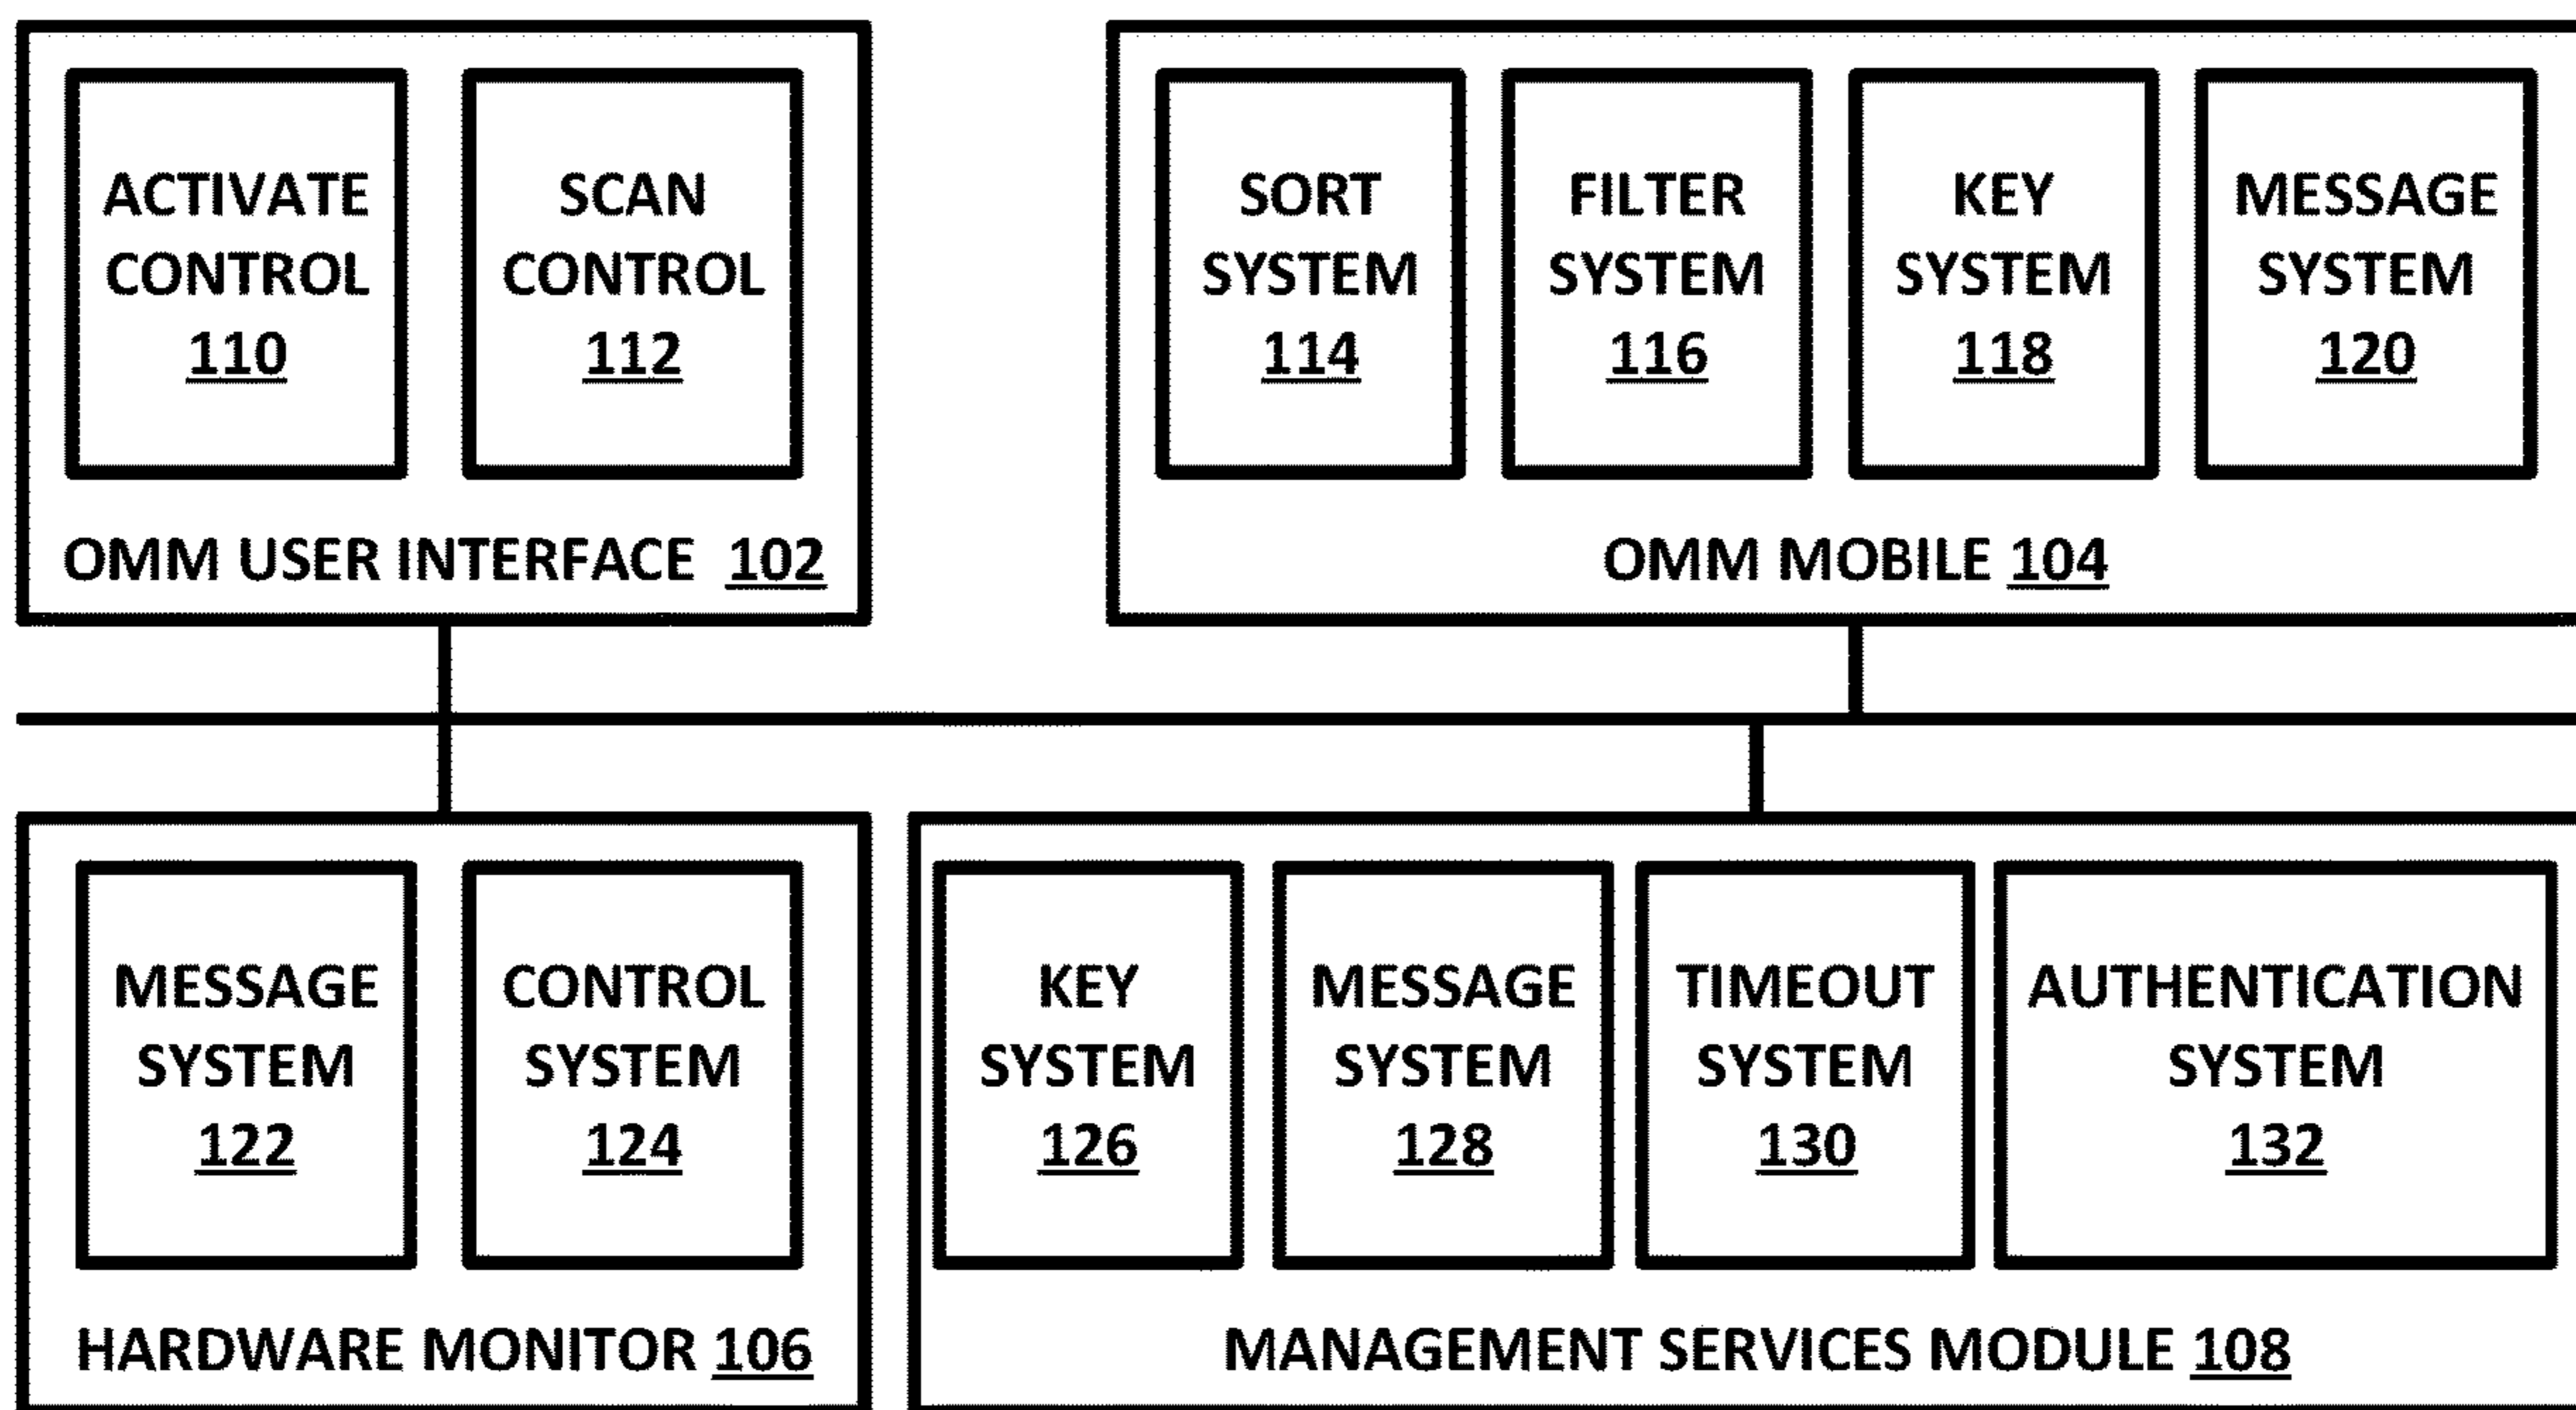 ACTIVATE
CONTROL
110
SCAN
CONTROL
112
OMM USER INTERFACE 102
SORT
SYSTEM
114
FILTER
SYSTEM
116
KEY
SYSTEM
118
MESSAGE
SYSTEM
120
OMM MOBILE 104
MESSAGE
SYSTEM
122
CONTROL
SYSTEM
124
HARDWARE MONITOR 106
KEY
SYSTEM
126
MESSAGE
SYSTEM
128
TIMEOUT
SYSTEM
130
AUTHENTICATION
SYSTEM
132
MANAGEMENT SERVICES MODULE 108